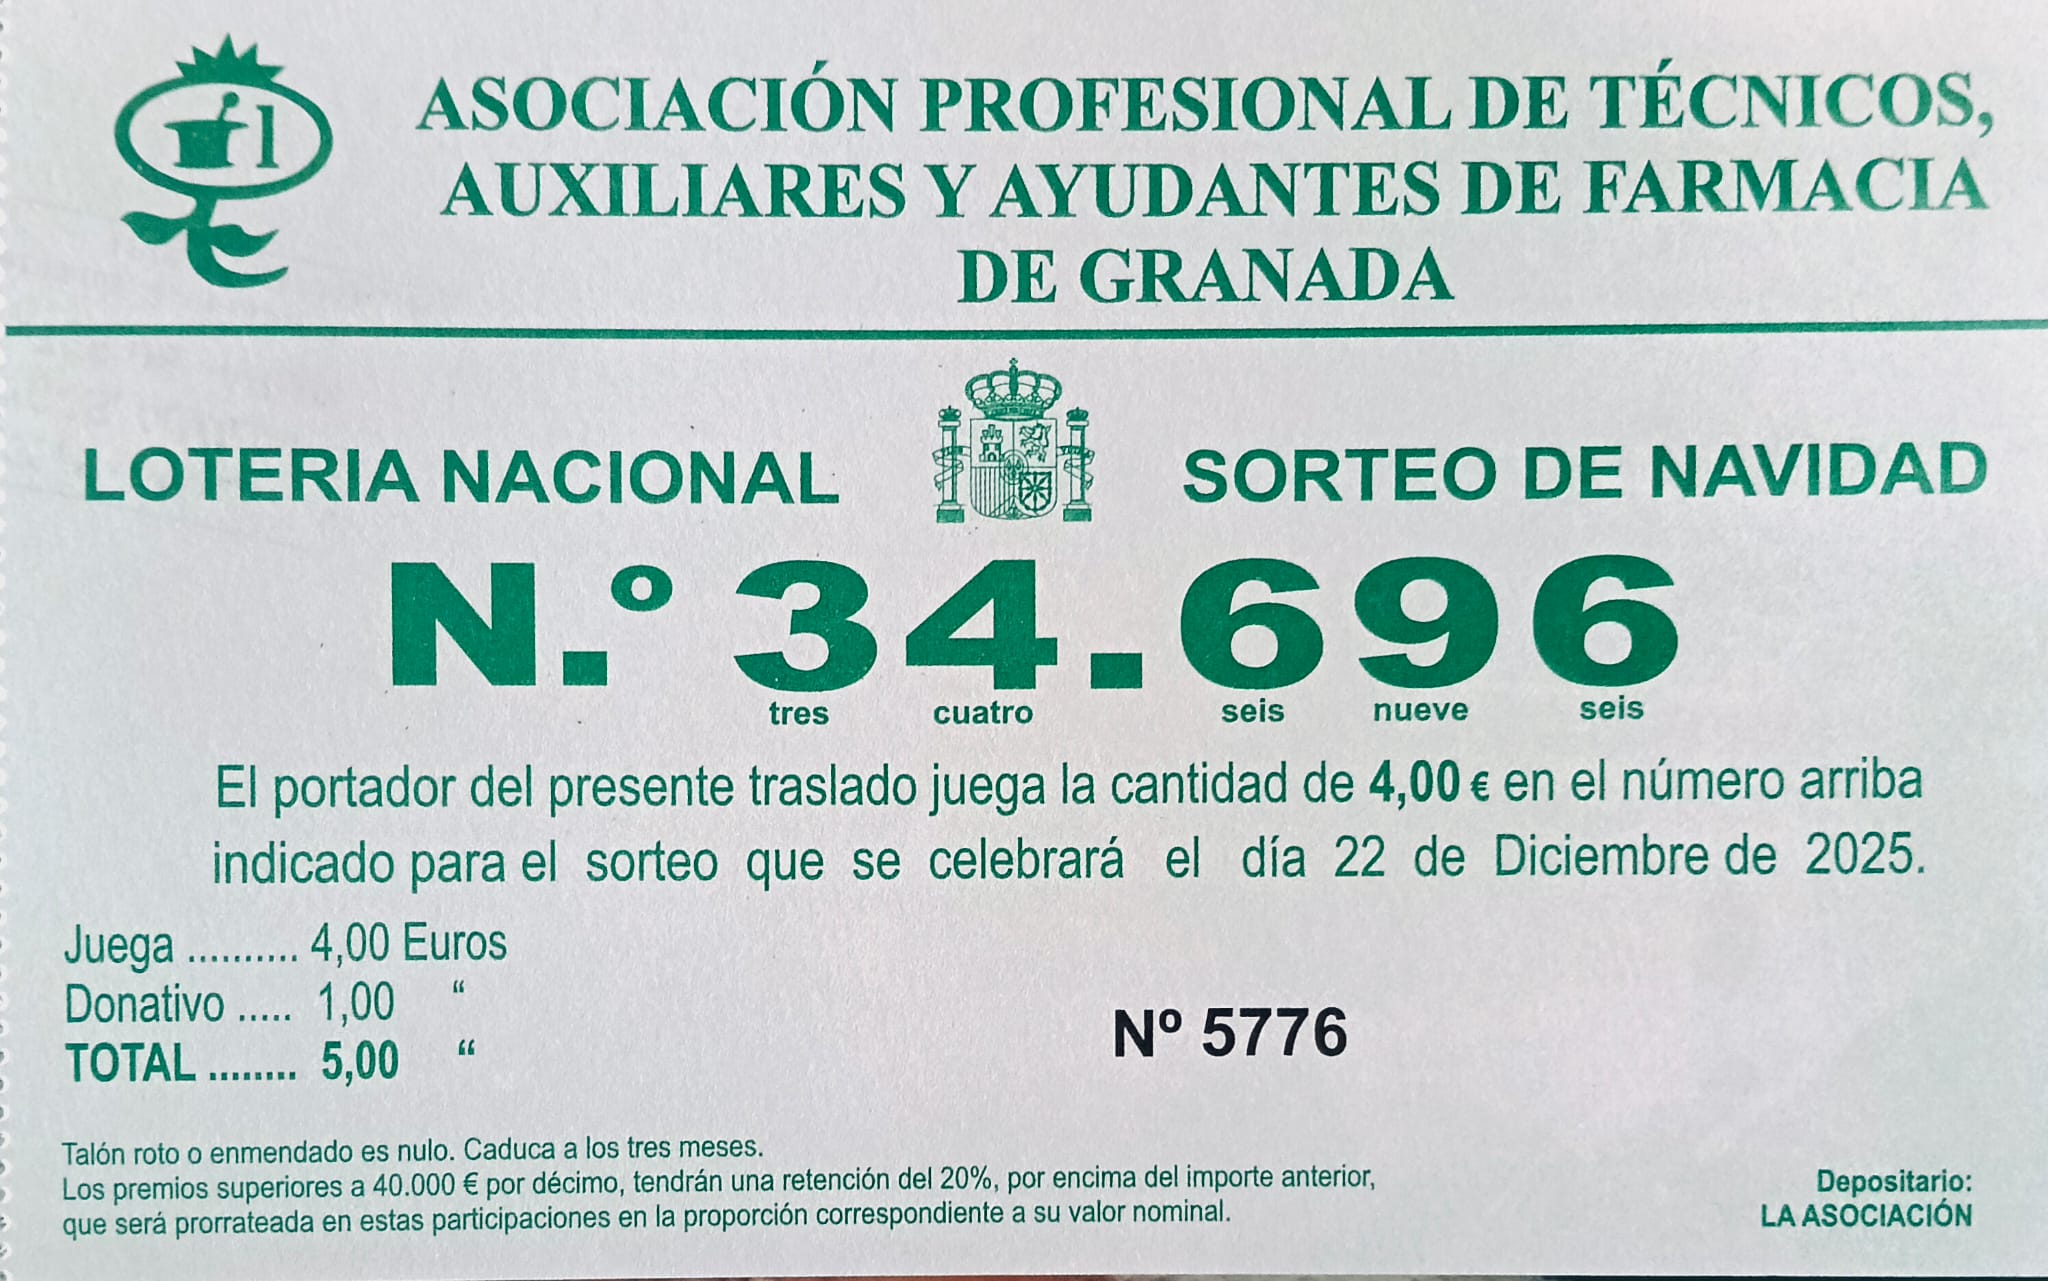 ASOCIACIÓN PROFESIONAL DE TÉCNICOS,
AUXILIARES Y AYUDANTES DE FARMACIA
DE GRANADA
LOTERIA NACIONAL
SORTEO DE NAVIDAD
N.º 34.696
tres cuatro seis nueve seis
El portador del presente traslado juega la cantidad de 4,00 € en el número arriba
indicado para el sorteo que se celebrará el día 22 de Diciembre de 2025.
Juega .......... 4,00 Euros
Donativo ..... 1,00 “
TOTAL ........ 5,00 “
Nº 5776
Talón roto o enmendado es nulo. Caduca a los tres meses.
Los premios superiores a 40.000 € por décimo, tendrán una retención del 20%, por encima del importe anterior,
que será prorrateada en estas participaciones en la proporción correspondiente a su valor nominal.
Depositario:
LA ASOCIACIÓN